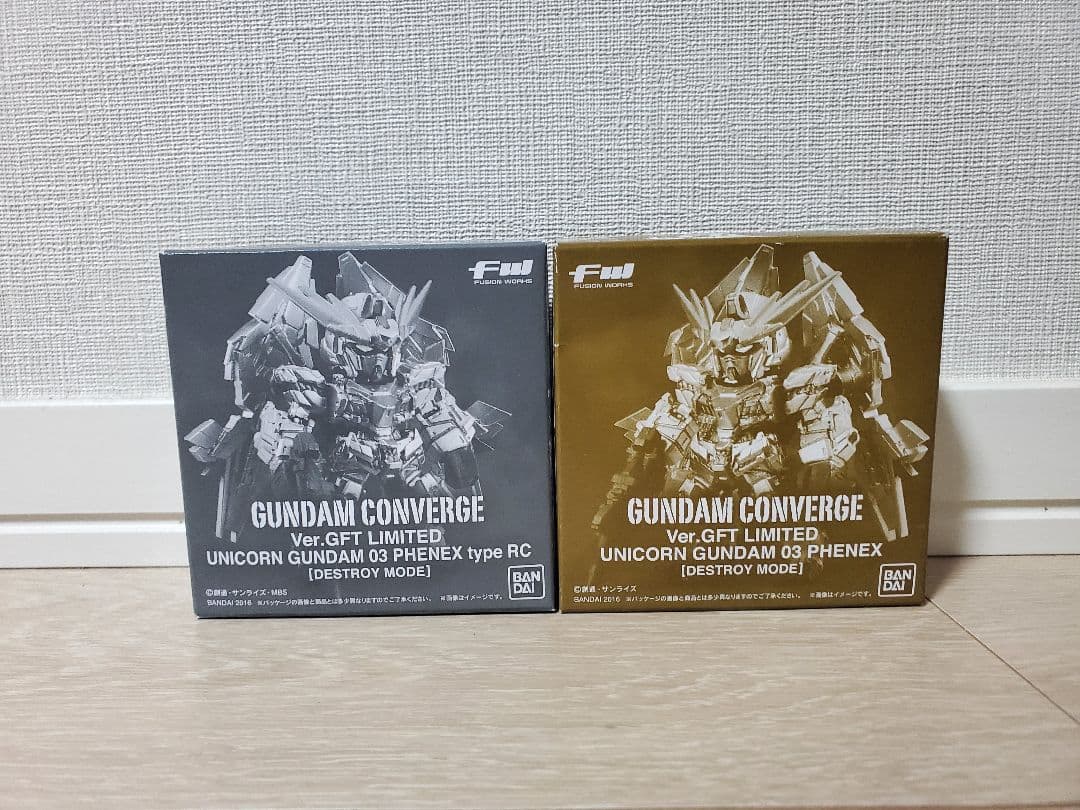 FW
FUSION WORKS
GUNDAM CONVERGE
Ver.GFT LIMITED
UNICORN GUNDAM 03 PHENEX type RC
[DESTROY MODE]
©創通・サンライズ・MBS
BANDAI 2016 ※パッケージの画像と商品とは多少異なりますのでご了承ください。 ※画像はイメージです。
BAN
DAI
FW
FUSION WORKS
GUNDAM CONVERGE
Ver.GFT LIMITED
UNICORN GUNDAM 03 PHENEX
[DESTROY MODE]
©創通・サンライズ
BANDAI 2016 ※パッケージの画像と商品とは多少異なりますのでご了承ください。 ※画像はイメージです。
BAN
DAI